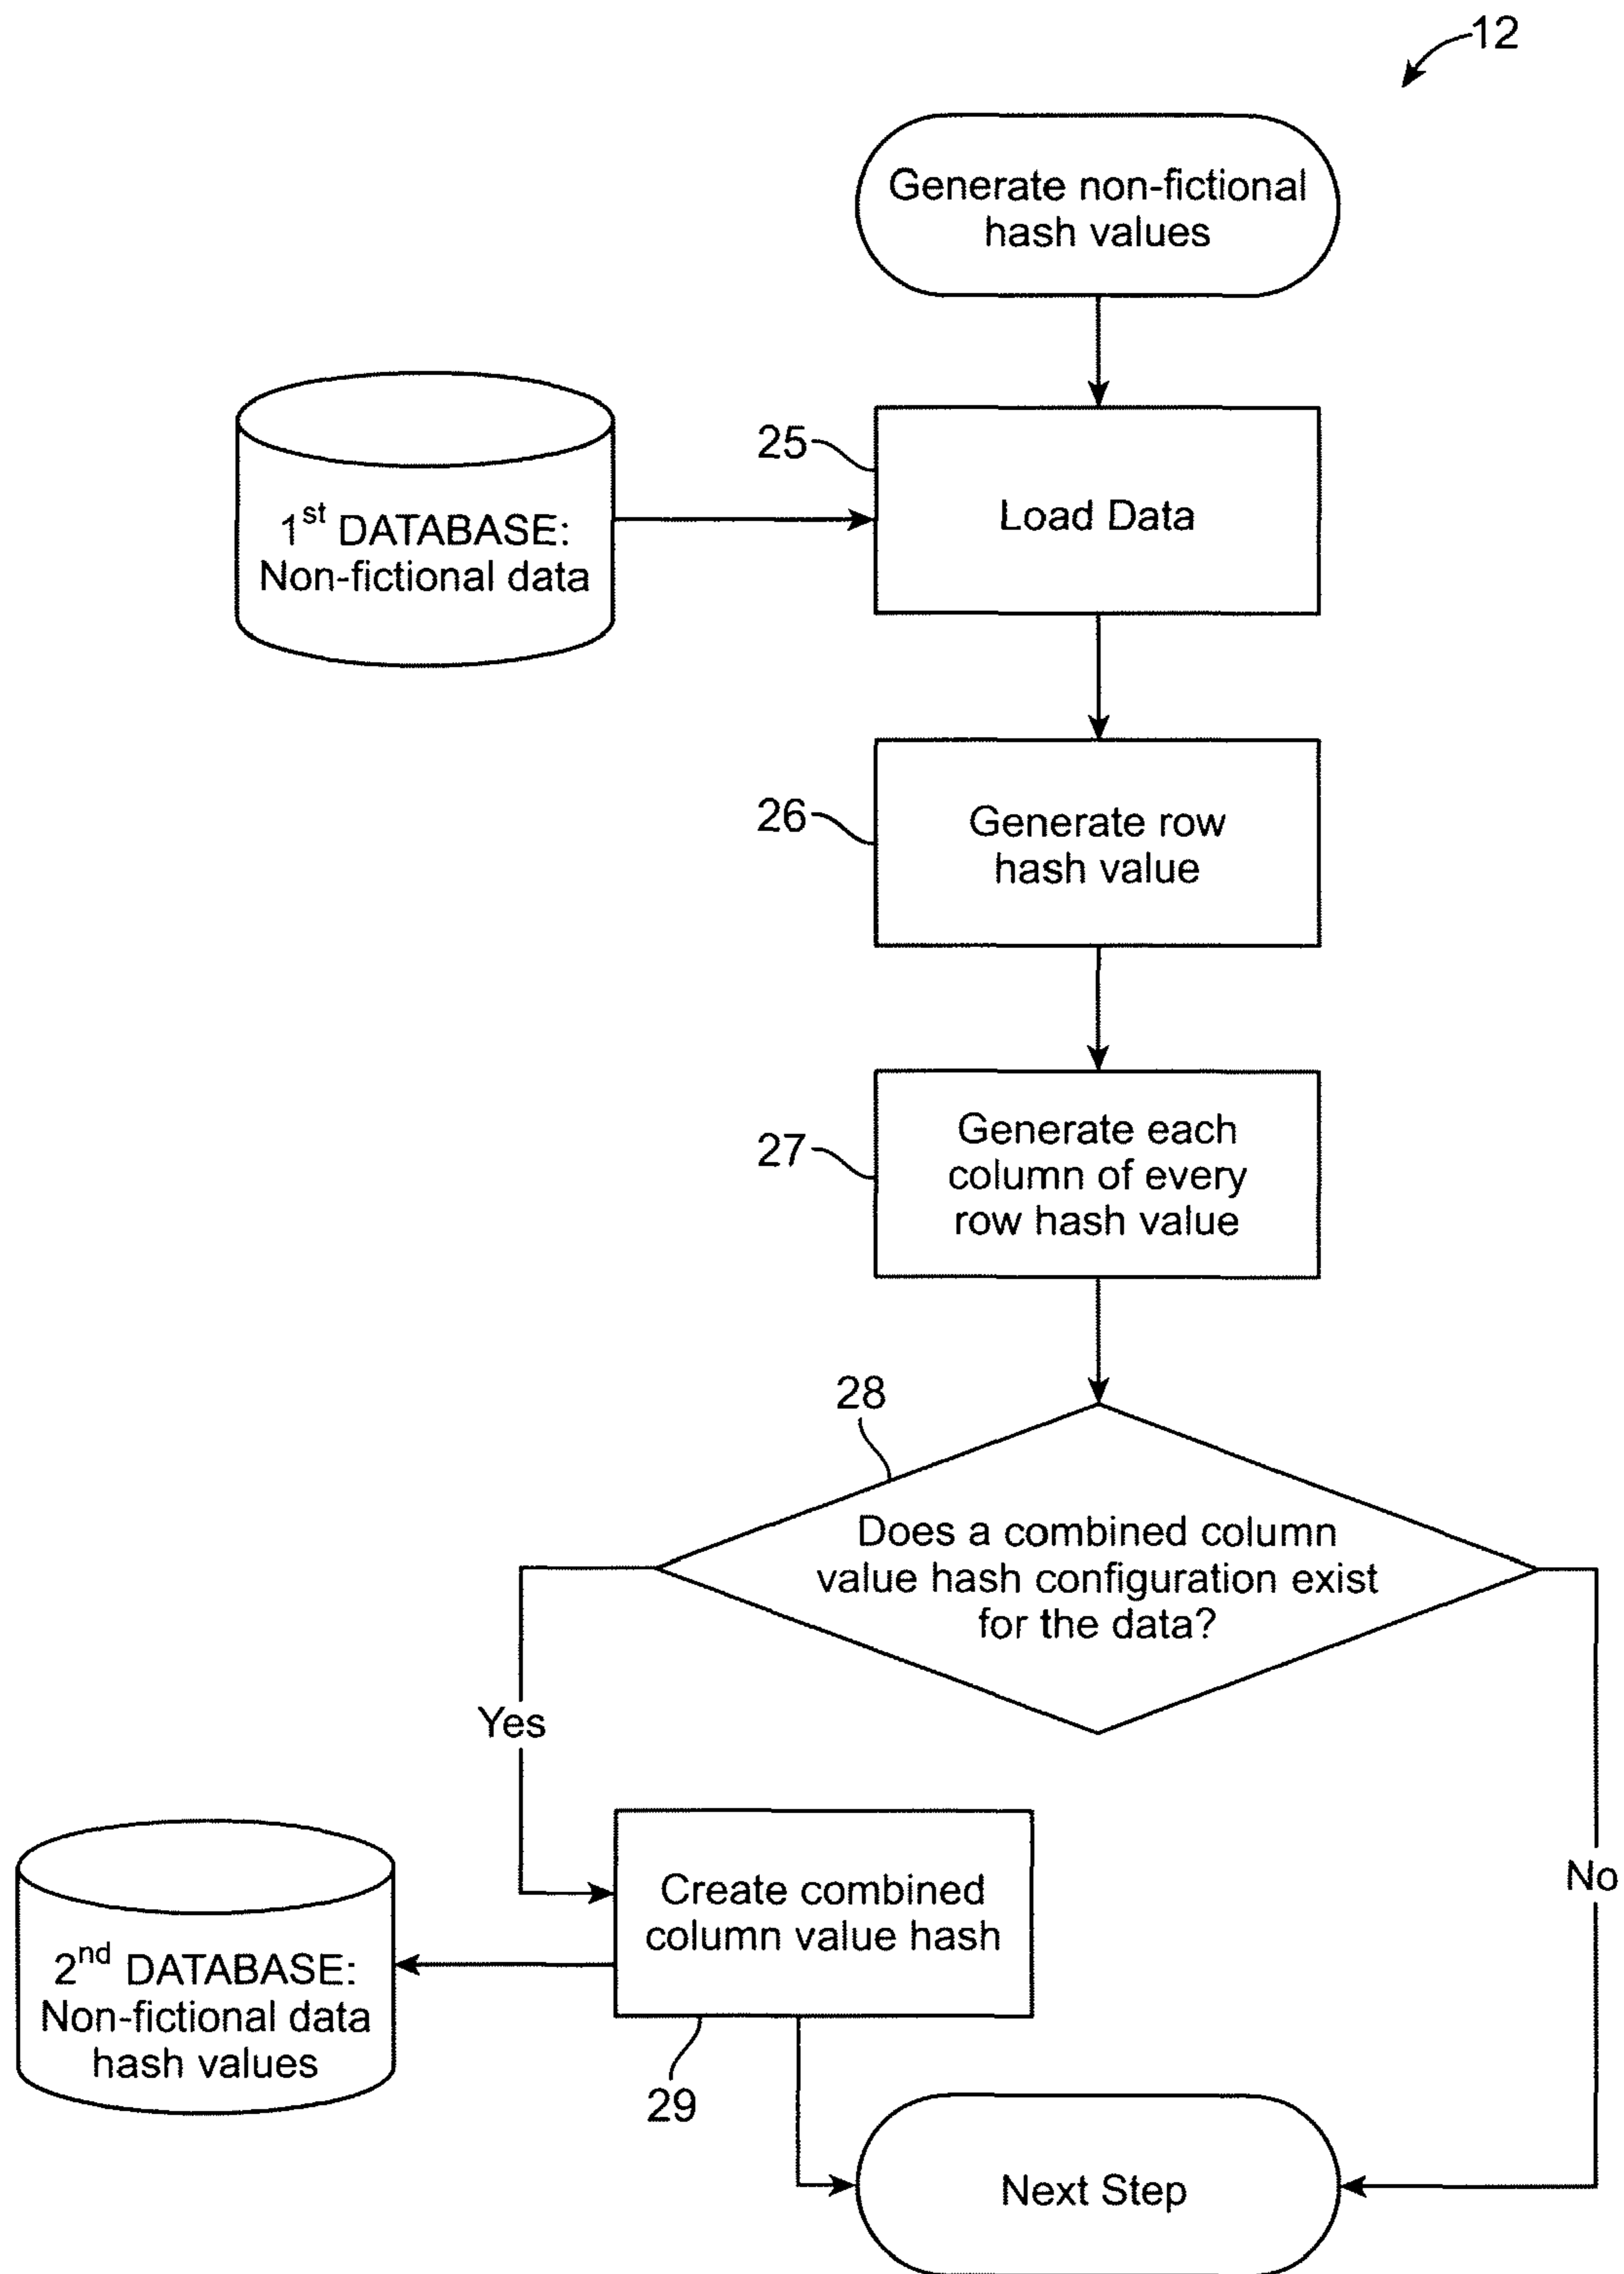 12
Generate non-fictional
hash values
25
Load Data
1st DATABASE:
Non-fictional data
26
Generate row
hash value
27
Generate each
column of every
row hash value
28
Does a combined column
value hash configuration exist
for the data?
Yes
No
Create combined
column value hash
2nd DATABASE:
Non-fictional data
hash values
29
Next Step